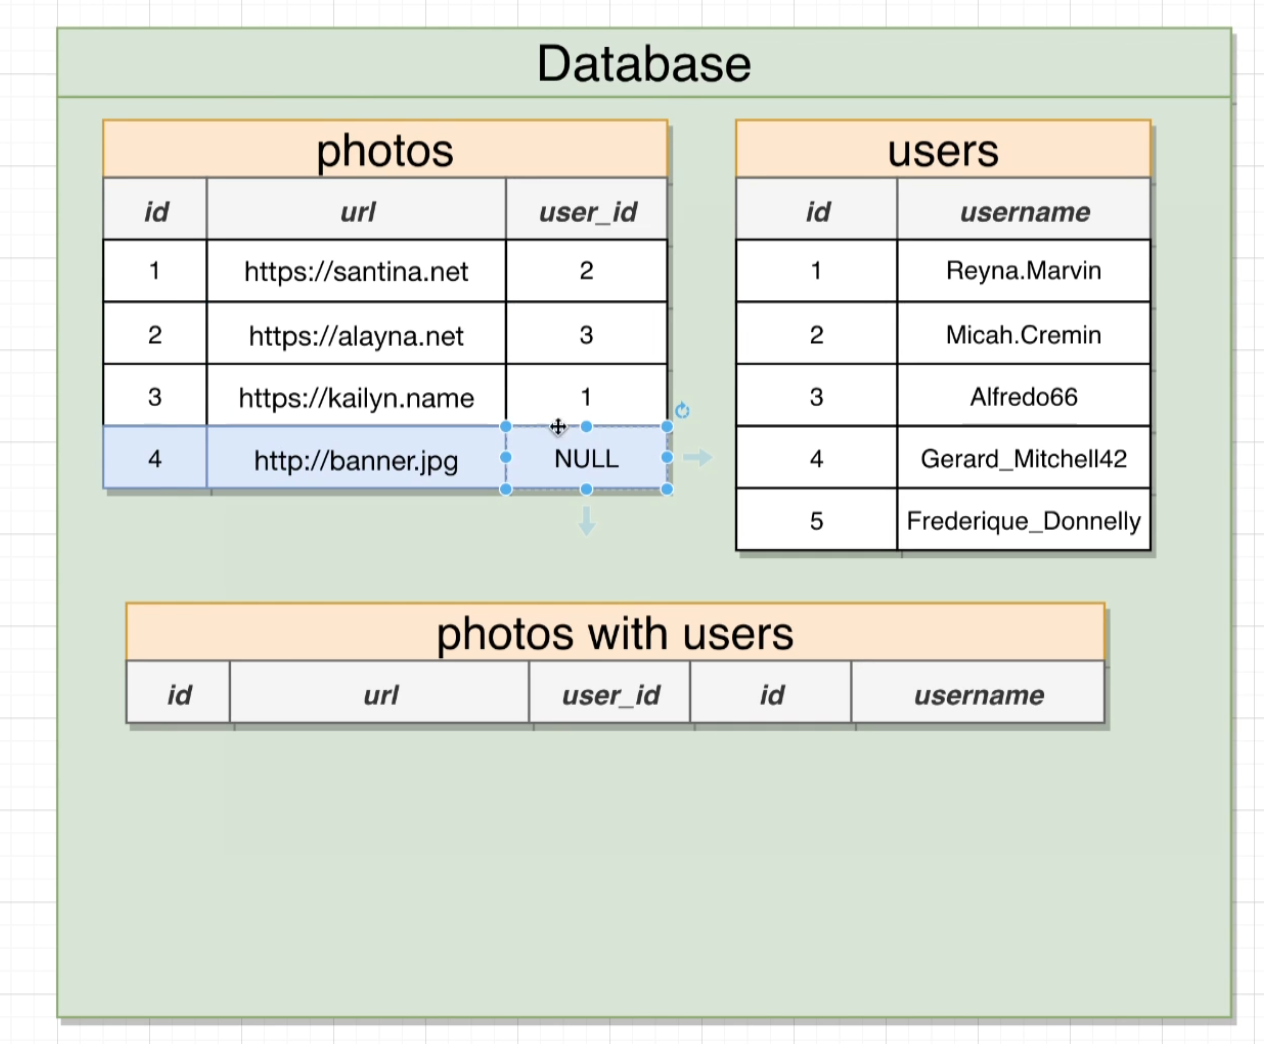 Database
photos
id url user_id
1 https://santina.net 2
2 https://alayna.net 3
3 https://kailyn.name 1
4 http://banner.jpg NULL
users
id username
1 Reyna.Marvin
2 Micah.Cremin
3 Alfredo66
4 Gerard_Mitchell42
5 Frederique_Donnelly
photos with users
id url user_id id username